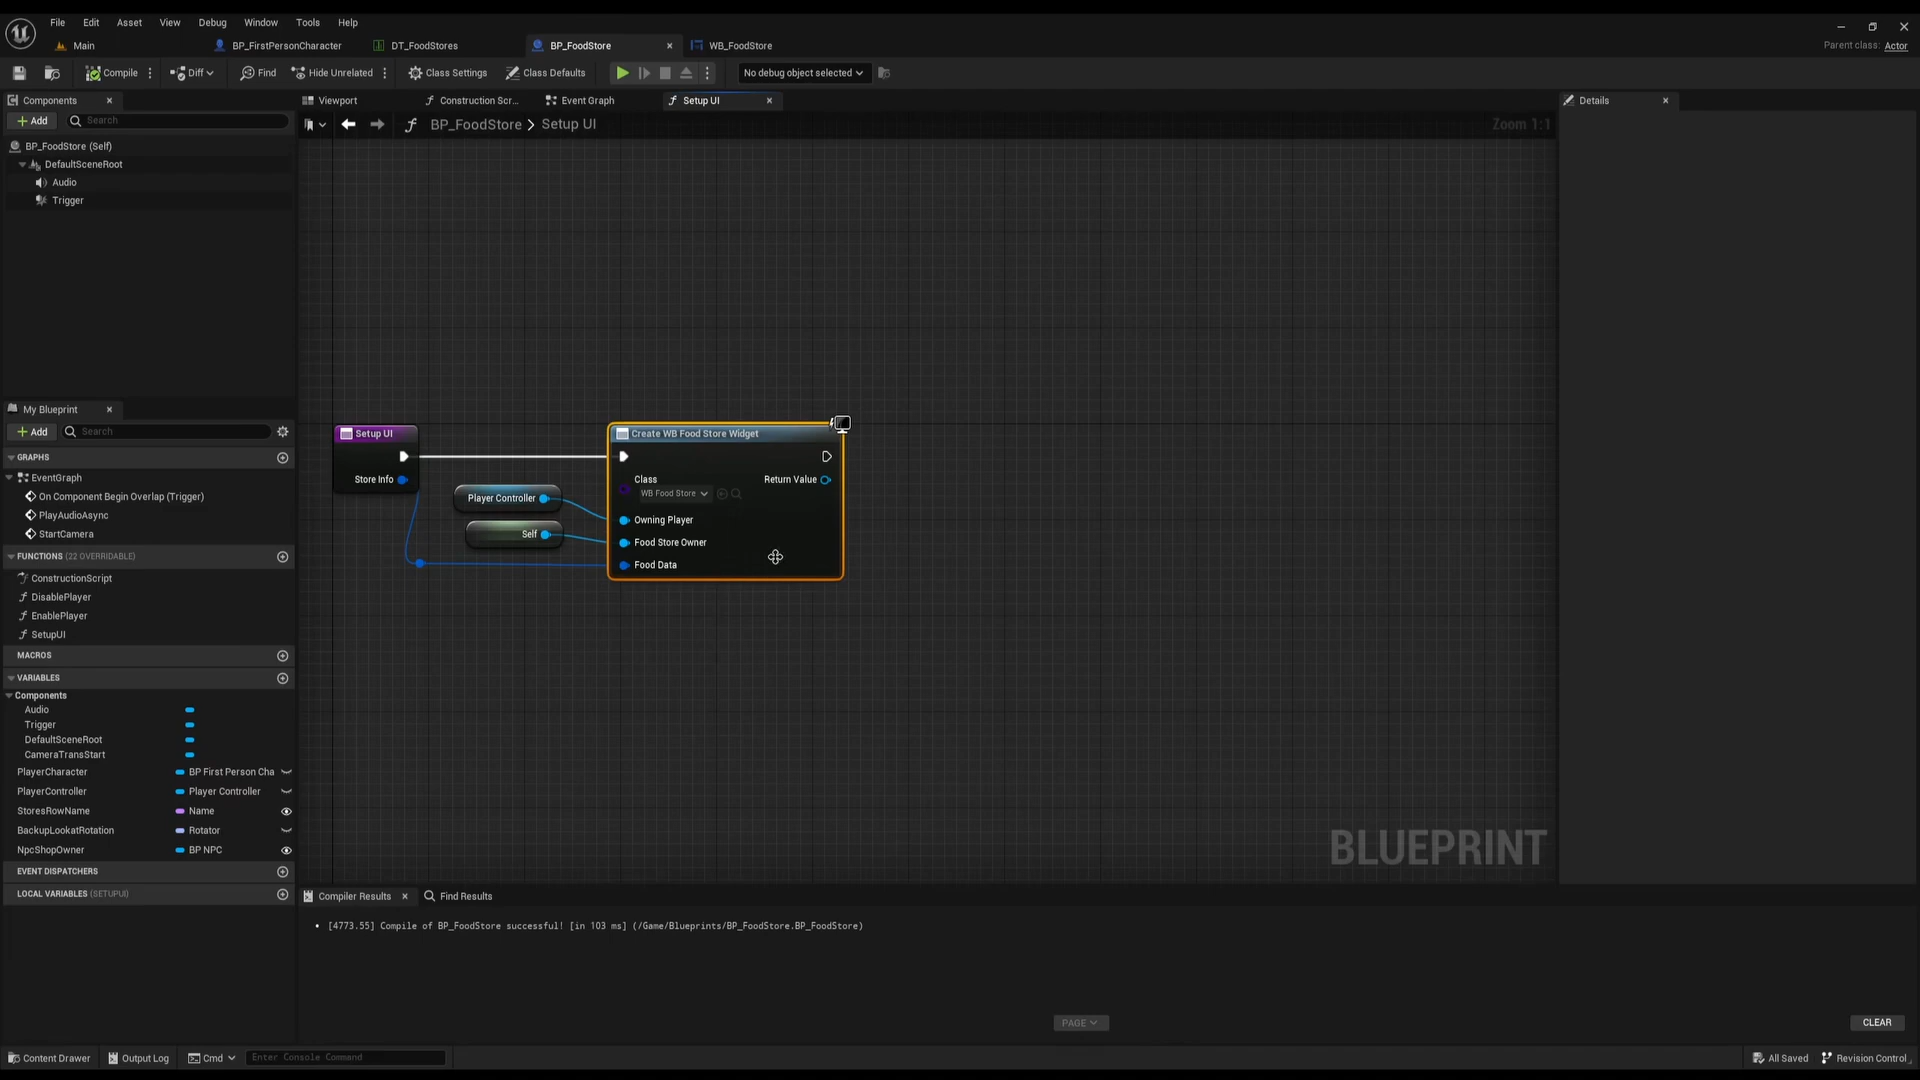 File Edit Asset View Debug Window Tools Help
Main BP_FirstPersonCharacter DT_FoodStores BP_FoodStore WB_FoodStore Parent class: Actor
Compile Diff Find Hide Unrelated Class Settings Class Defaults No debug object selected
Components
Add Search
BP_FoodStore (Self)
DefaultSceneRoot
Audio
Trigger
My Blueprint
Add Search
GRAPHS
EventGraph
On Component Begin Overlap (Trigger)
PlayAudioAsync
StartCamera
FUNCTIONS (22 OVERRIDABLE)
ConstructionScript
DisablePlayer
EnablePlayer
SetupUI
MACROS
VARIABLES
Components
Audio
Trigger
DefaultSceneRoot
CameraTransStart
PlayerCharacter BP First Person Cha
PlayerController Player Controller
StoresRowName Name
BackupLookatRotation Rotator
NpcShopOwner BP NPC
EVENT DISPATCHERS
LOCAL VARIABLES (SETUPUI)
Viewport Construction Scr... Event Graph Setup UI
BP_FoodStore > Setup UI Zoom 1:1
Setup UI
Store Info
Player Controller
Self
Create WB Food Store Widget
Class Return Value
WB Food Store
Owning Player
Food Store Owner
Food Data
BLUEPRINT
Details
Compiler Results Find Results
• [4773.55] Compile of BP_FoodStore successful! [in 103 ms] (/Game/Blueprints/BP_FoodStore.BP_FoodStore)
PAGE CLEAR
Content Drawer Output Log Cmd Enter Console Command All Saved Revision Control